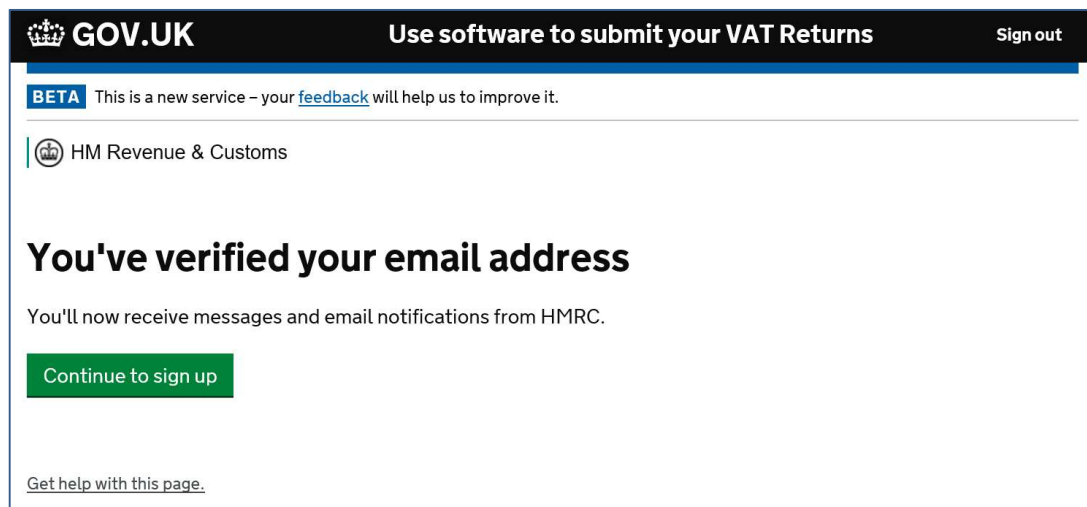 GOV.UK Use software to submit your VAT Returns Sign out
BETA This is a new service – your feedback will help us to improve it.
HM Revenue & Customs
You've verified your email address
You'll now receive messages and email notifications from HMRC.
Continue to sign up
Get help with this page.